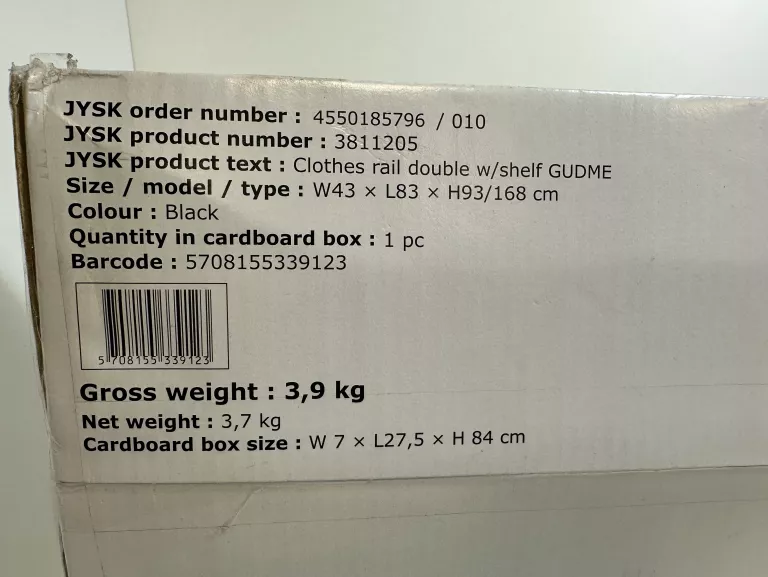 JYSK order number : 4550185796 / 010
JYSK product number : 3811205
JYSK product text : Clothes rail double w/shelf GUDME
Size / model / type : W43 × L83 × H93/168 cm
Colour : Black
Quantity in cardboard box : 1 pc
Barcode : 5708155339123
5 708155 339123
Gross weight : 3,9 kg
Net weight : 3,7 kg
Cardboard box size : W 7 × L27,5 × H 84 cm